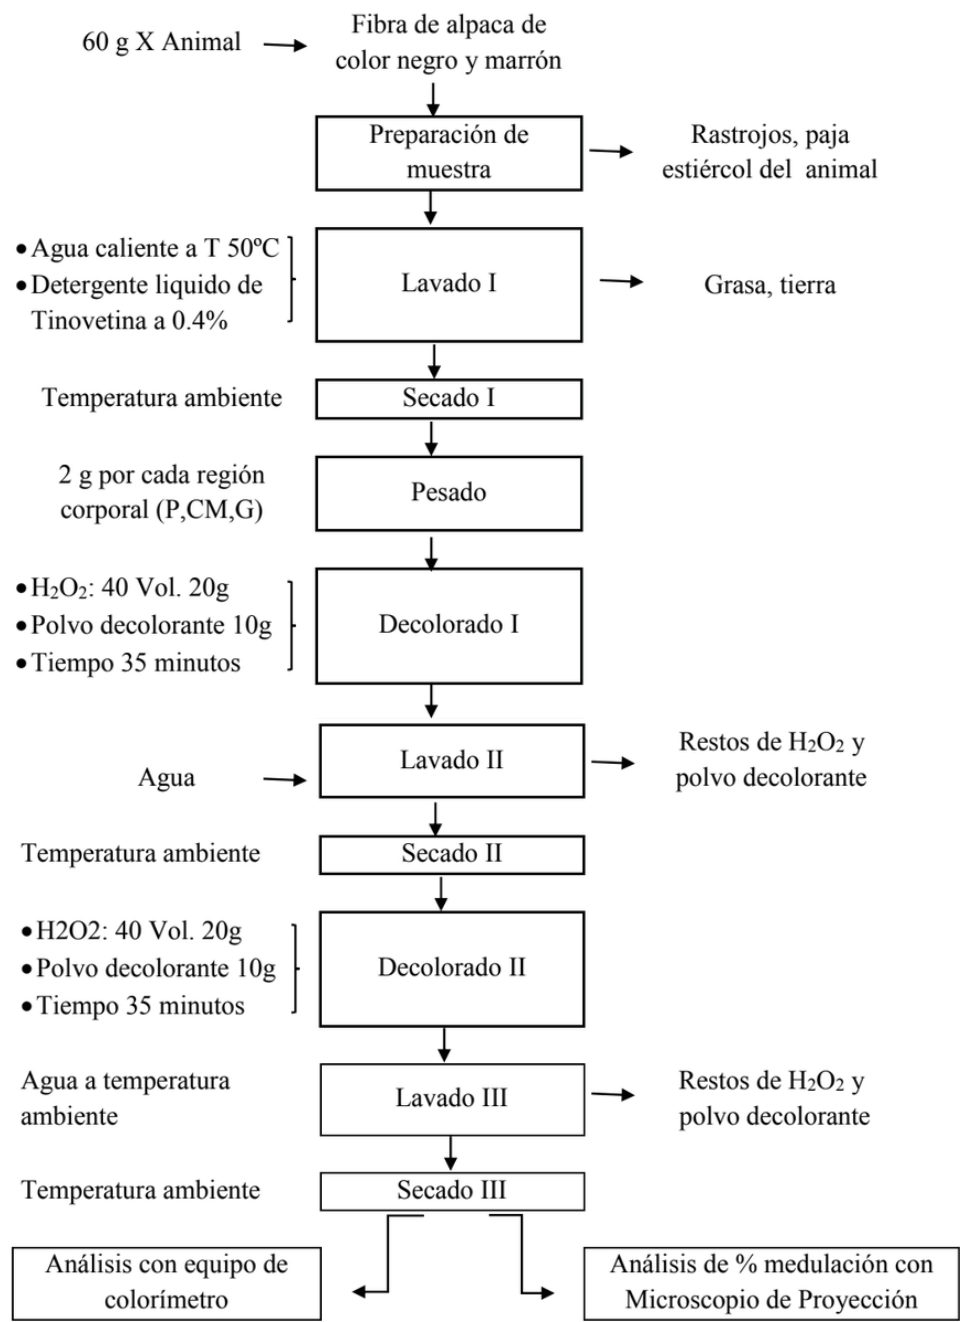 60 g X Animal
Fibra de alpaca de
color negro y marrón
Preparación de
muestra
Rastrojos, paja
estiércol del animal
• Agua caliente a T 50ºC
• Detergente liquido de
Tinovetina a 0.4%
Lavado I
Grasa, tierra
Temperatura ambiente
Secado I
2 g por cada región
corporal (P,CM,G)
Pesado
• H₂O₂: 40 Vol. 20g
• Polvo decolorante 10g
• Tiempo 35 minutos
Decolorado I
Agua
Lavado II
Restos de H₂O₂ y
polvo decolorante
Temperatura ambiente
Secado II
• H2O2: 40 Vol. 20g
• Polvo decolorante 10g
• Tiempo 35 minutos
Decolorado II
Agua a temperatura
ambiente
Lavado III
Restos de H₂O₂ y
polvo decolorante
Temperatura ambiente
Secado III
Análisis con equipo de
colorímetro
Análisis de % medulación con
Microscopio de Proyección